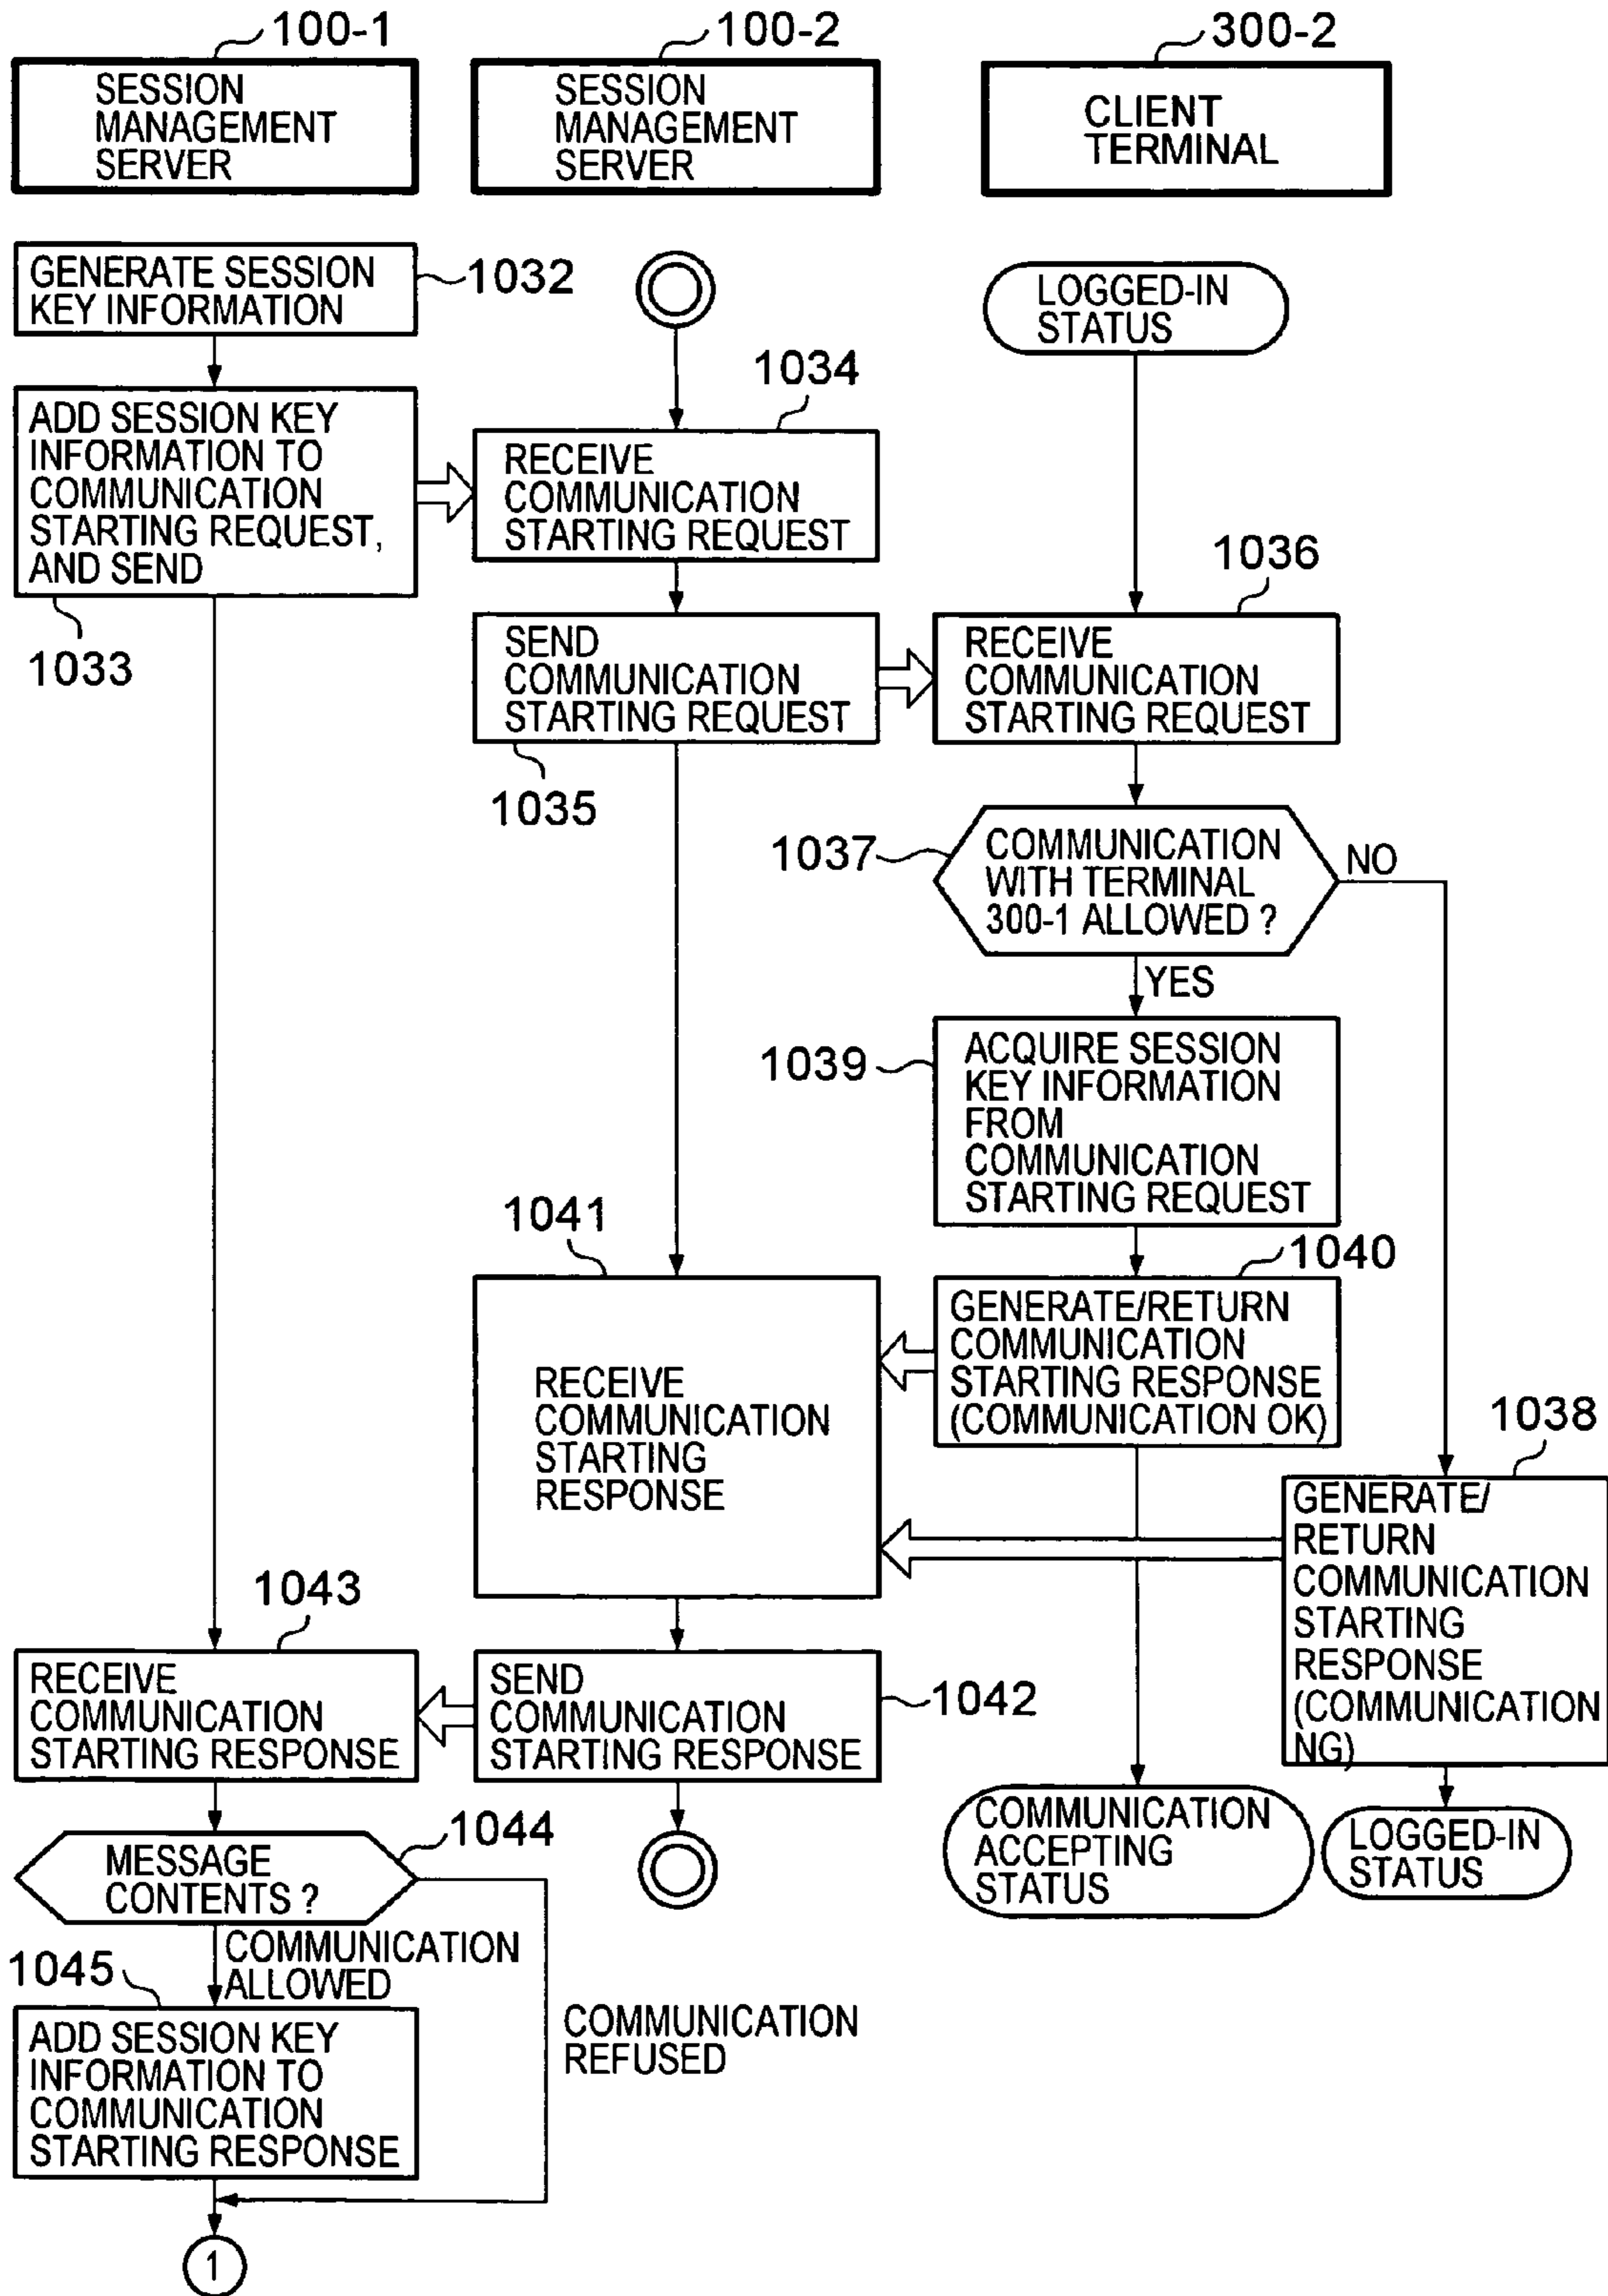 100-1
100-2
300-2
SESSION
MANAGEMENT
SERVER
SESSION
MANAGEMENT
SERVER
CLIENT
TERMINAL
GENERATE SESSION
KEY INFORMATION
1032
LOGGED-IN
STATUS
ADD SESSION KEY
INFORMATION TO
COMMUNICATION
STARTING REQUEST,
AND SEND
1033
1034
RECEIVE
COMMUNICATION
STARTING REQUEST
SEND
COMMUNICATION
STARTING REQUEST
1035
1036
RECEIVE
COMMUNICATION
STARTING REQUEST
1037
COMMUNICATION
WITH TERMINAL
300-1 ALLOWED ?
NO
YES
1039
ACQUIRE SESSION
KEY INFORMATION
FROM
COMMUNICATION
STARTING REQUEST
1041
RECEIVE
COMMUNICATION
STARTING
RESPONSE
1040
GENERATE/RETURN
COMMUNICATION
STARTING RESPONSE
(COMMUNICATION OK)
1038
GENERATE/
RETURN
COMMUNICATION
STARTING
RESPONSE
(COMMUNICATION
NG)
1043
RECEIVE
COMMUNICATION
STARTING RESPONSE
SEND
COMMUNICATION
STARTING RESPONSE
1042
COMMUNICATION
ACCEPTING
STATUS
LOGGED-IN
STATUS
1044
MESSAGE
CONTENTS ?
COMMUNICATION
ALLOWED
1045
ADD SESSION KEY
INFORMATION TO
COMMUNICATION
STARTING RESPONSE
COMMUNICATION
REFUSED
1